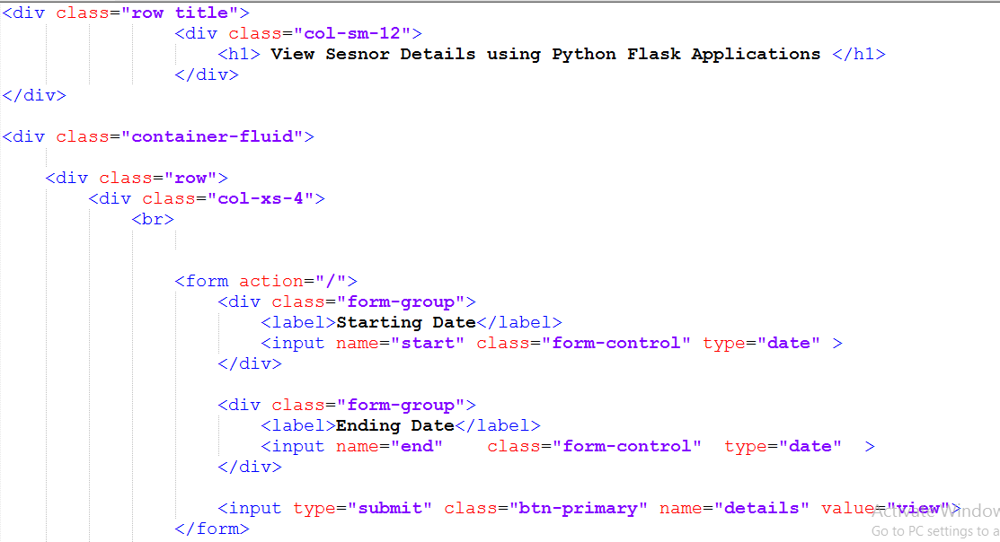 <div class="row title">
<div class="col-sm-12">
<h1> View Sesnor Details using Python Flask Applications </h1>
</div>
</div>
<div class="container-fluid">
<div class="row">
<div class="col-xs-4">
<br>
<form action="/">
<div class="form-group">
<label>Starting Date</label>
<input name="start" class="form-control" type="date" >
</div>
<div class="form-group">
<label>Ending Date</label>
<input name="end" class="form-control" type="date" >
</div>
<input type="submit" class="btn-primary" name="details" value="view">
Activate Window
</form>
Go to PC settings to a